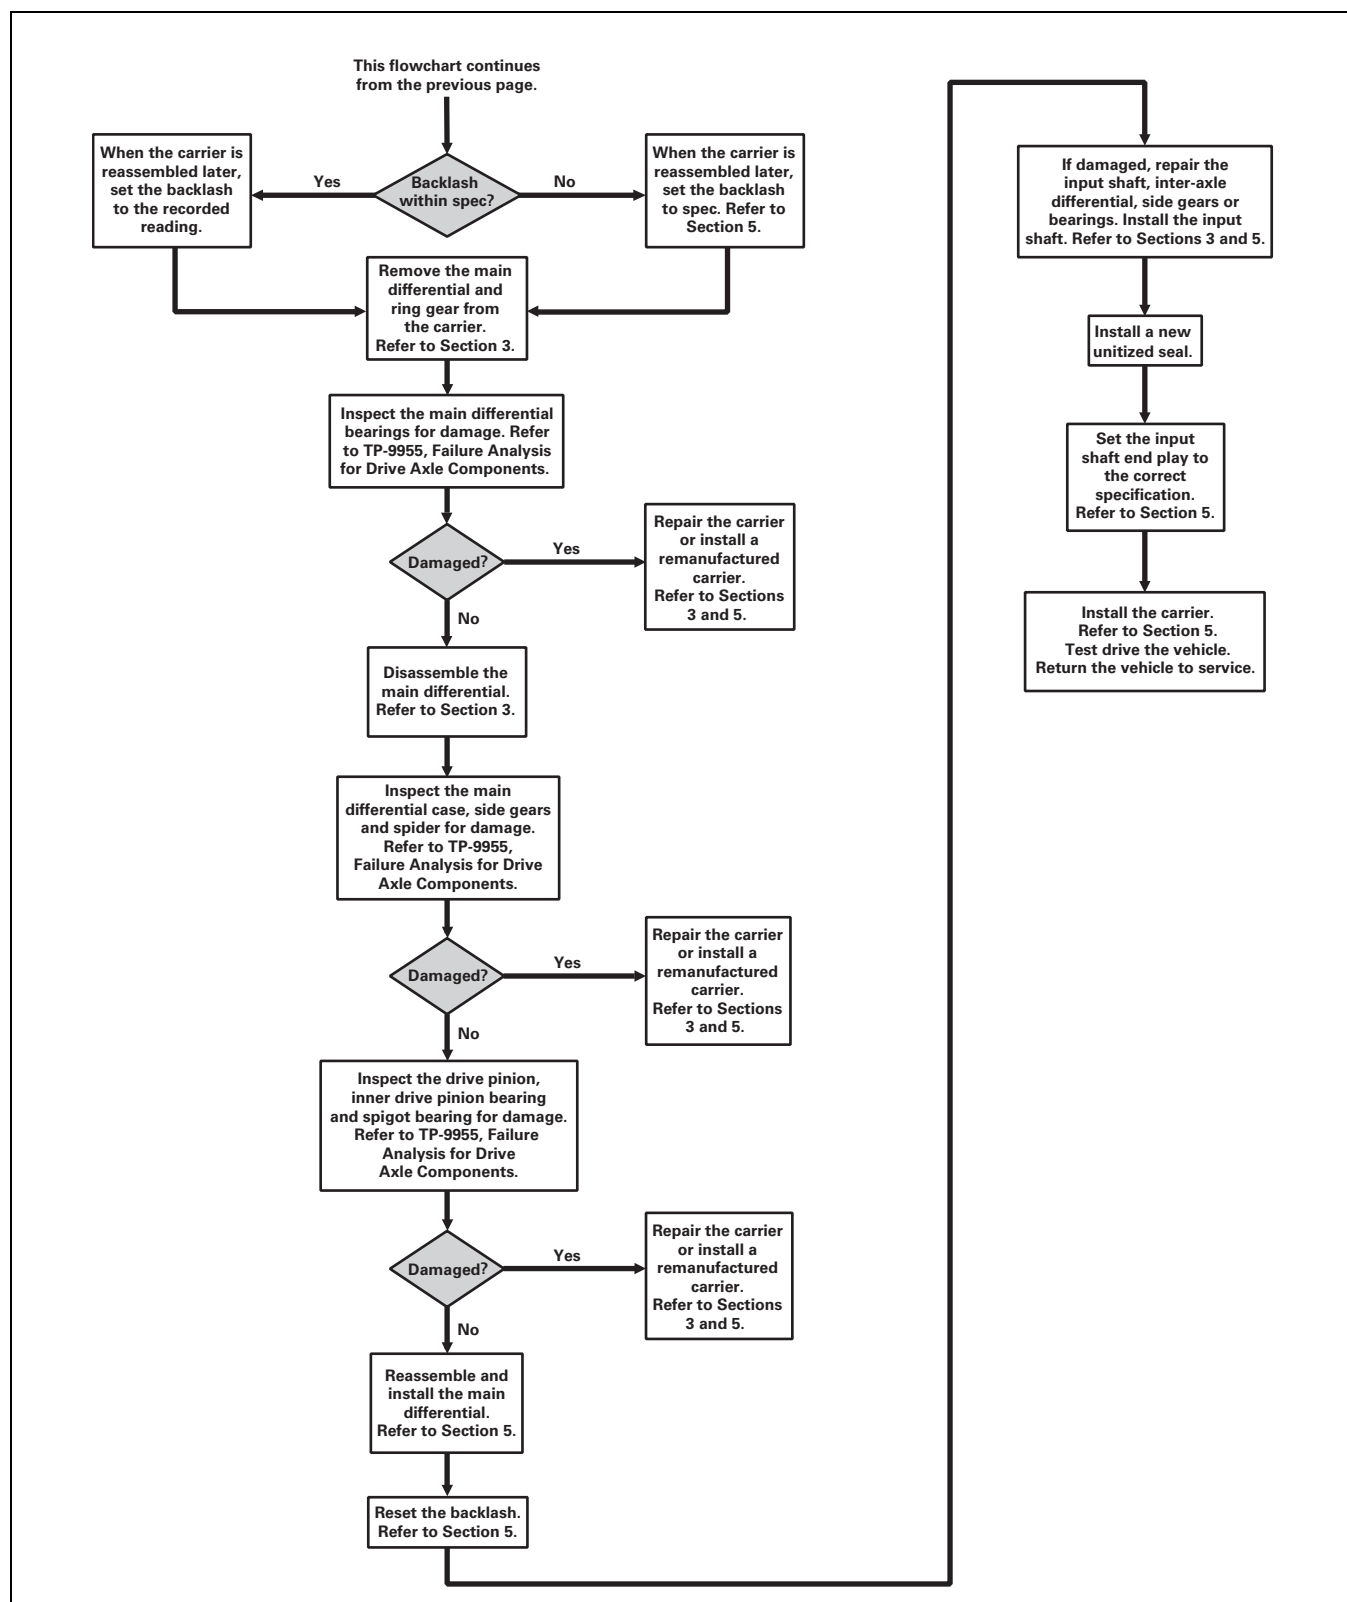 This flowchart continues
from the previous page.
When the carrier is
reassembled later,
set the backlash
to the recorded
reading.
Yes
Backlash
within spec?
No
When the carrier is
reassembled later,
set the backlash
to spec. Refer to
Section 5.
Remove the main
differential and
ring gear from
the carrier.
Refer to Section 3.
Inspect the main differential
bearings for damage. Refer
to TP-9955, Failure Analysis
for Drive Axle Components.
Damaged?
Yes
Repair the carrier
or install a
remanufactured
carrier.
Refer to Sections
3 and 5.
No
Disassemble the
main differential.
Refer to Section 3.
Inspect the main
differential case, side gears
and spider for damage.
Refer to TP-9955,
Failure Analysis for Drive
Axle Components.
Damaged?
Yes
Repair the carrier
or install a
remanufactured
carrier.
Refer to Sections
3 and 5.
No
Inspect the drive pinion,
inner drive pinion bearing
and spigot bearing for damage.
Refer to TP-9955, Failure
Analysis for Drive
Axle Components.
Damaged?
Yes
Repair the carrier
or install a
remanufactured
carrier.
Refer to Sections
3 and 5.
No
Reassemble and
install the main
differential.
Refer to Section 5.
Reset the backlash.
Refer to Section 5.
If damaged, repair the
input shaft, inter-axle
differential, side gears or
bearings. Install the input
shaft. Refer to Sections 3 and 5.
Install a new
unitized seal.
Set the input
shaft end play to
the correct
specification.
Refer to Section 5.
Install the carrier.
Refer to Section 5.
Test drive the vehicle.
Return the vehicle to service.